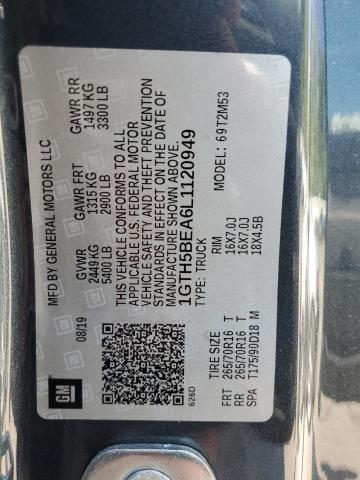 MFD BY GENERAL MOTORS LLC
08/19
GVWR GAWR FRT GAWR RR
2449 KG 1315 KG 1497 KG
5400 LB 2900 LB 3300 LB
THIS VEHICLE CONFORMS TO ALL
APPLICABLE U.S. FEDERAL MOTOR
VEHICLE SAFETY AND THEFT PREVENTION
STANDARDS IN EFFECT ON THE DATE OF
MANUFACTURE SHOWN ABOVE.
1GTH5BEA6L1120949
TYPE: TRUCK MODEL: 69T2M53
GM
626D
TIRE SIZE RIM
FRT 265/70R16 T 16X7.0J
RR 265/70R16 T 16X7.0J
SPA T175/90D18 M 18X4.5B